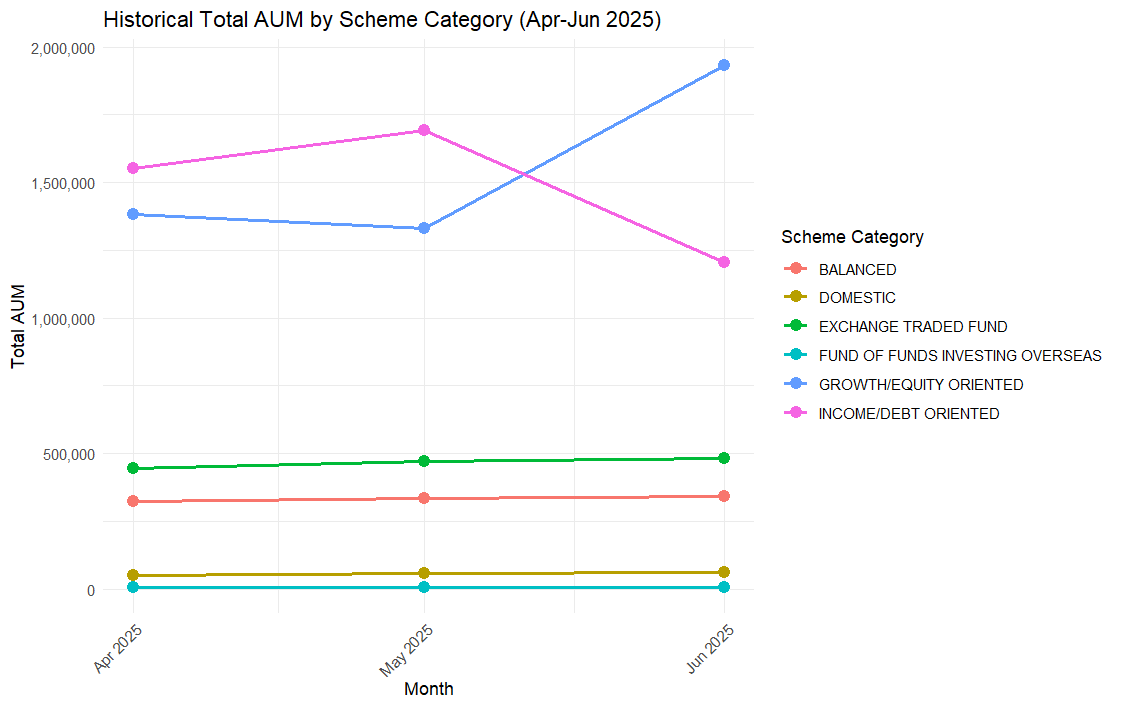 Historical Total AUM by Scheme Category (Apr-Jun 2025)
Total AUM
2,000,000
1,500,000
1,000,000
500,000
0
Apr 2025
May 2025
Jun 2025
Month
Scheme Category
BALANCED
DOMESTIC
EXCHANGE TRADED FUND
FUND OF FUNDS INVESTING OVERSEAS
GROWTH/EQUITY ORIENTED
INCOME/DEBT ORIENTED